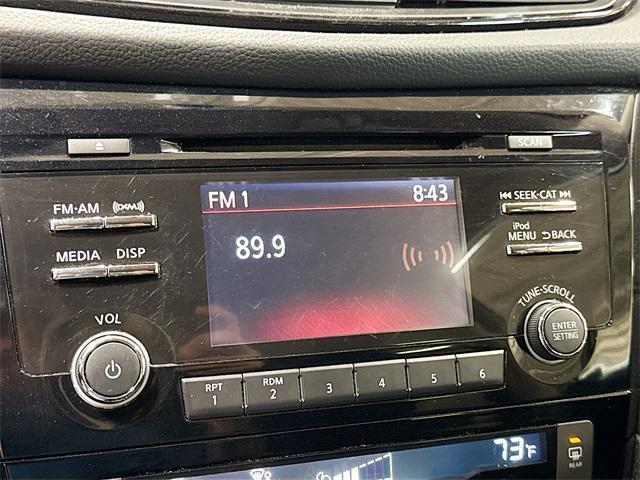 SCAN
FM·AM ((XM))
MEDIA DISP
VOL
FM 1 8:43
89.9
SEEK·CAT
iPod
MENU BACK
TUNE·SCROLL
ENTER
SETTING
RPT
1
RDM
2
3
4
5
6
73°F
REAR